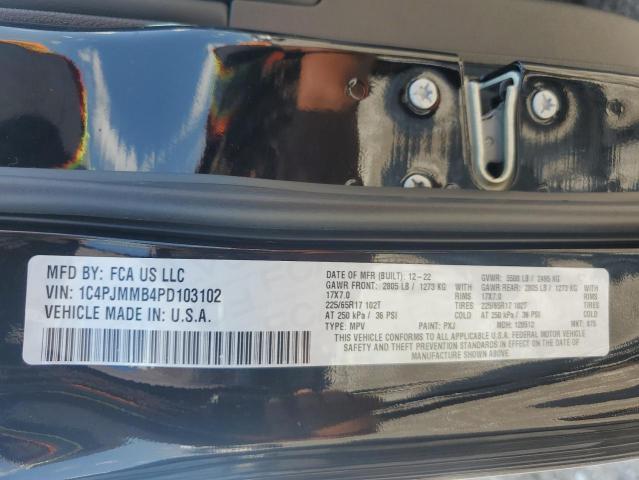 MFD BY: FCA US LLC
VIN: 1C4PJMMB4PD103102
VEHICLE MADE IN: U.S.A.
DATE OF MFR (BUILT): 12-22 GVWR: 5500 LB / 2495 KG
GAWR FRONT: 2805 LB / 1273 KG WITH GAWR REAR: 2805 LB / 1273 KG WITH
17X7.0 TIRES 17X7.0 TIRES
225/65R17 102T 225/65R17 102T
AT 250 kPa / 36 PSI COLD AT 250 kPa / 36 PSI COLD
TYPE: MPV PAINT: PXJ MDH: 120512 MKT: 875
THIS VEHICLE CONFORMS TO ALL APPLICABLE U.S.A. FEDERAL MOTOR VEHICLE
SAFETY AND THEFT PREVENTION STANDARDS IN EFFECT ON THE DATE OF
MANUFACTURE SHOWN ABOVE.